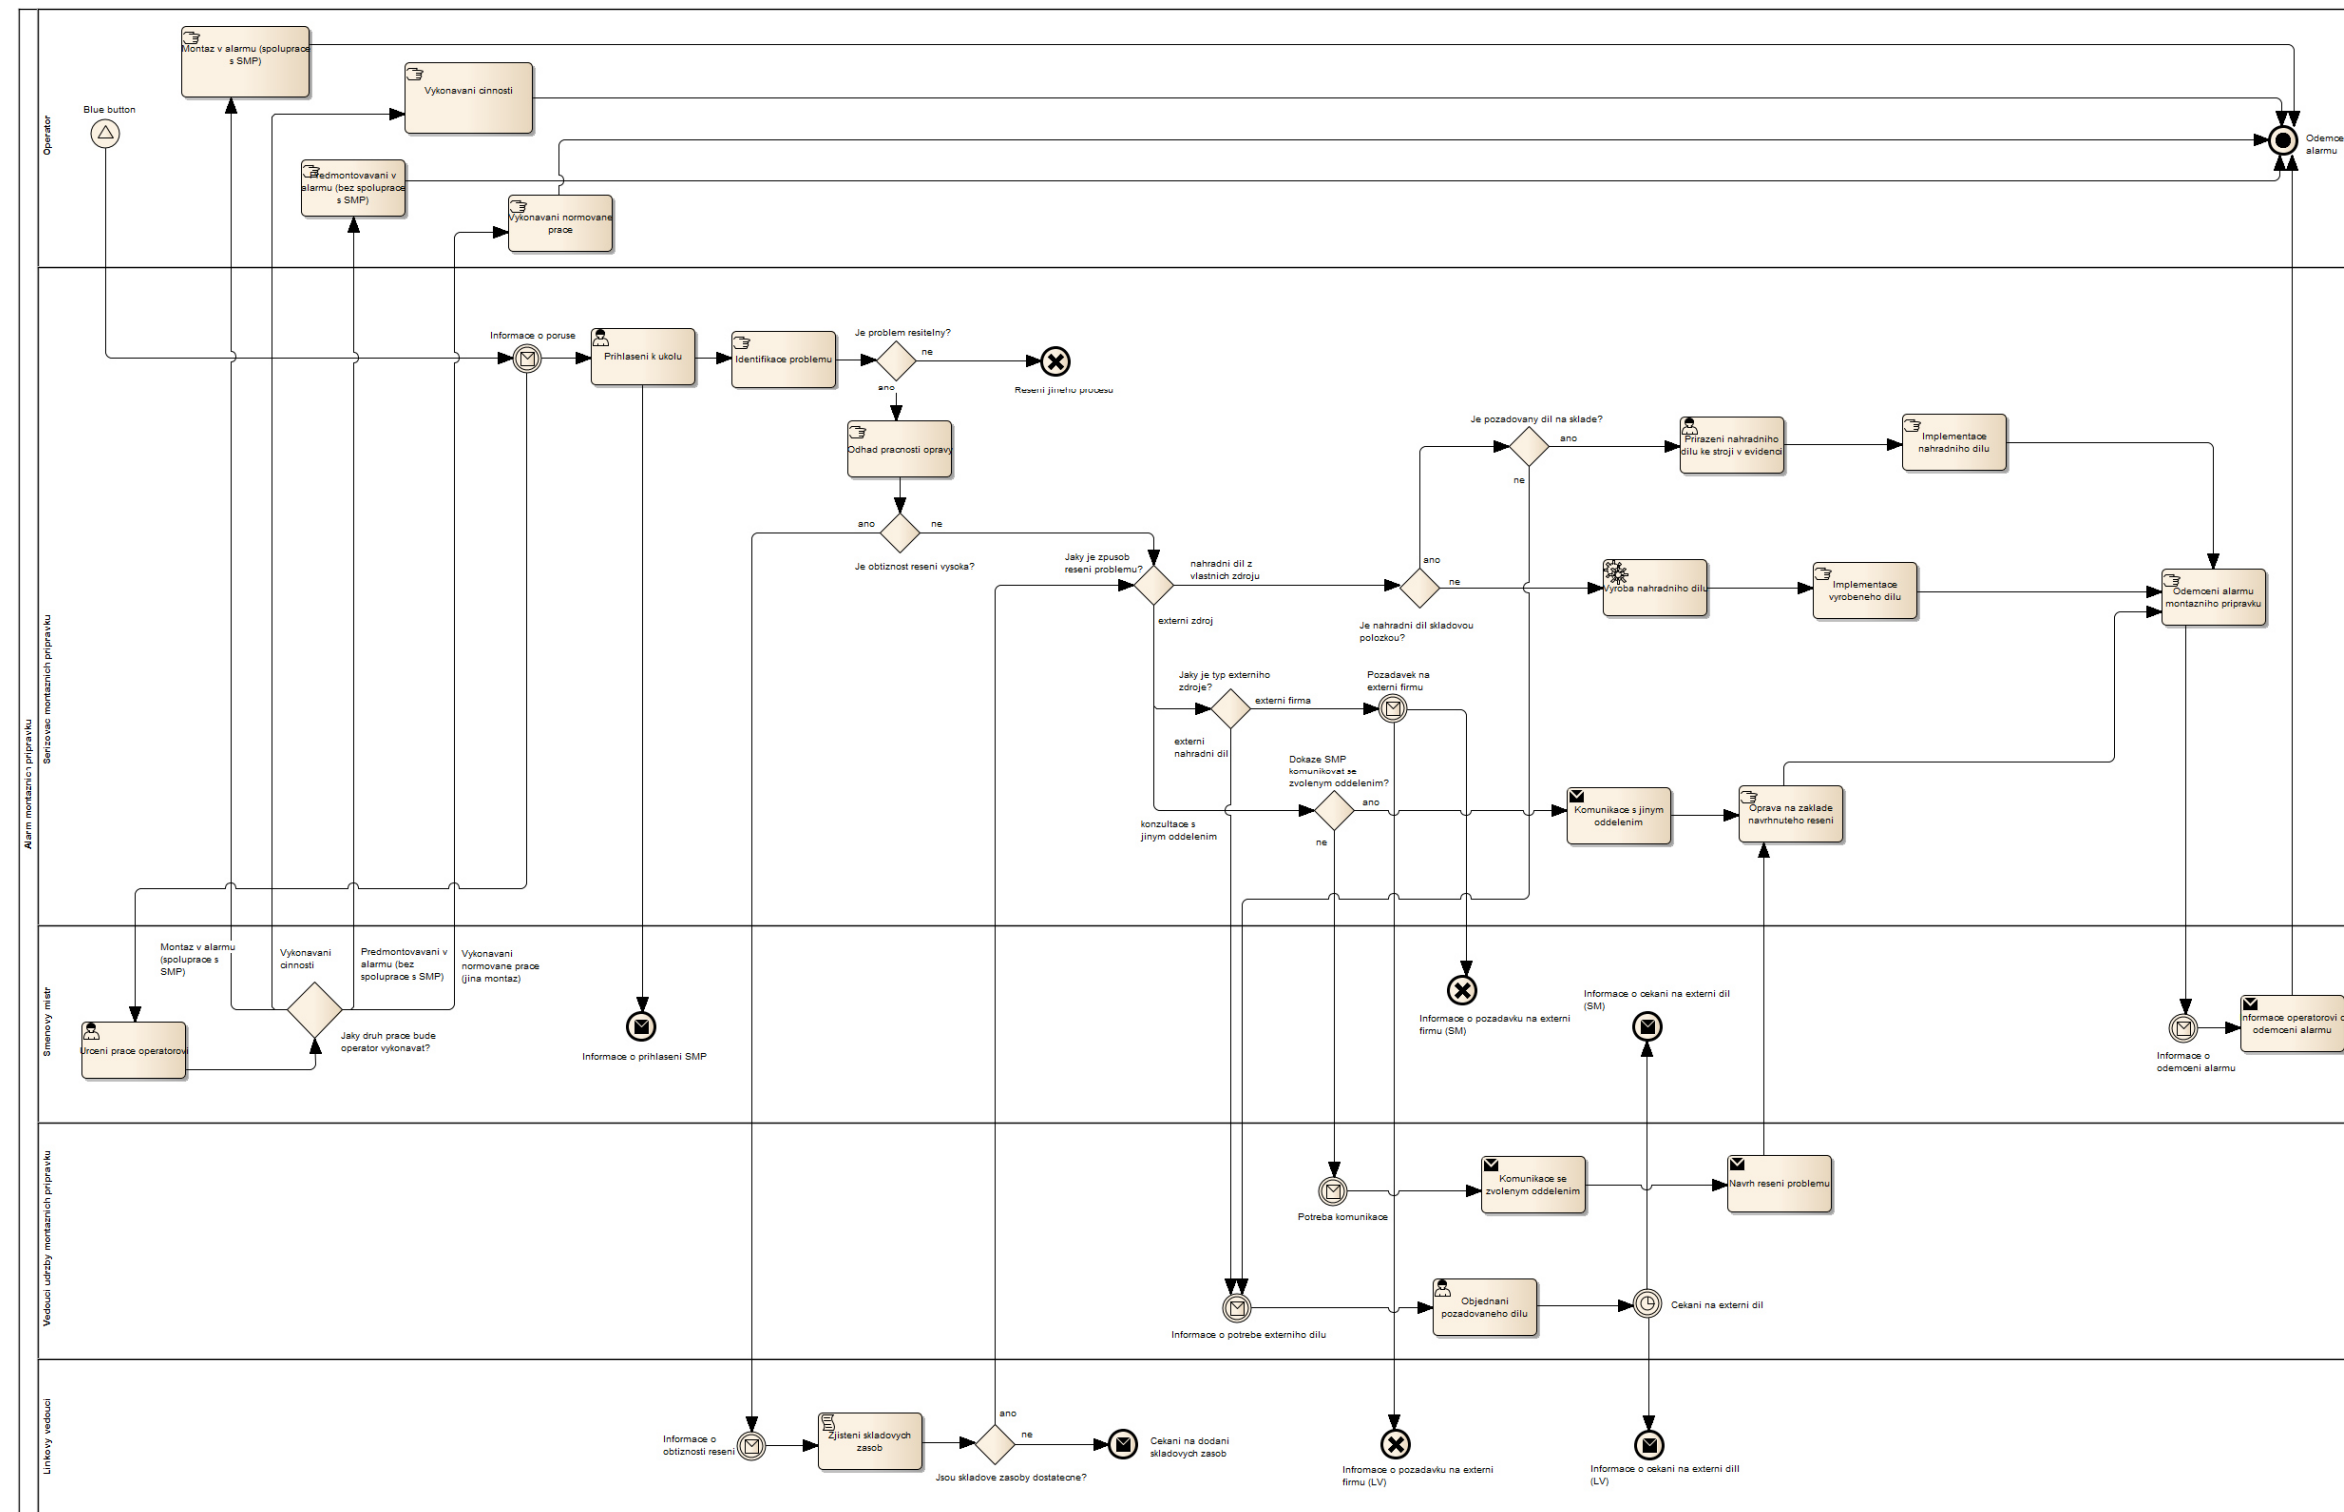 Alarm montaznich pripravku
Operator
Montaz v alarmu (spoluprace
s SMP)
Vykonavani cinnosti
Blue button
Predmontovavani v
alarmu (bez spoluprace
s SMP)
Vykonavani normovane
prace
alarmu
Serizovac montaznich pripravku
Informace o poruse
Prihlaseni k ukolu
Identifikace problemu
Je problem resitelny?
ne
ano
Reseni jineho procesu
Odhad pracnosti opravy
ano
ne
Je obtiznost reseni vysoka?
Jaky je zpusob
reseni problemu?
nahradni dil z
vlastnich zdroju
externi zdroj
Je pozadovany dil na sklade?
ano
ne
Prirazeni nahradniho
dilu ke stroji v evidenci
Implementace
nahradniho dilu
ano
ne
Je nahradni dil skladovou
polozkou?
Vyroba nahradniho dilu
Implementace
vyrobeneho dilu
Odemceni alarmu
montazniho pripravku
Jaky je typ externiho
zdroje?
externi firma
externi
nahradni dil
Pozadavek na
externi firmu
Dokaze SMP
komunikovat se
zvolenym oddelenim?
ano
ne
konzultace s
jinym oddelenim
Komunikace s jinym
oddelenim
Oprava na zaklade
navrhnuteho reseni
Smenovy mistr
Montaz v alarmu
(spoluprace s
SMP)
Vykonavani
cinnosti
Predmontovavani v
alarmu (bez
spoluprace s SMP)
Vykonavani
normovane prace
(jina montaz)
Urceni prace operatorovi
Jaky druh prace bude
operator vykonavat?
Informace o prihlaseni SMP
Informace o pozadavku na externi
firmu (SM)
Informace o cekani na externi dil
(SM)
Informace o
odemceni alarmu
nformace operatorovi o
odemceni alarmu
Vedouci udrzby montaznich pripravku
Potreba komunikace
Komunikace se
zvolenym oddelenim
Navrh reseni problemu
Informace o potrebe externiho dilu
Objednani
pozadovaneho dilu
Cekani na externi dil
Linkovy vedouci
Informace o
obtiznosti reseni
Zjisteni skladovych
zasob
ano
ne
Jsou skladove zasoby dostatecne?
Cekani na dodani
skladovych zasob
Infromace o pozadavku na externi
firmu (LV)
Informace o cekani na externi dill
(LV)